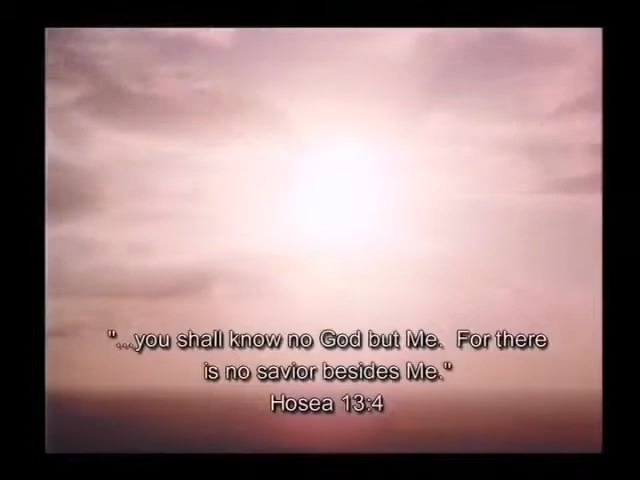 "...you shall know no God but Me.  For there
is no savior besides Me."
Hosea 13:4